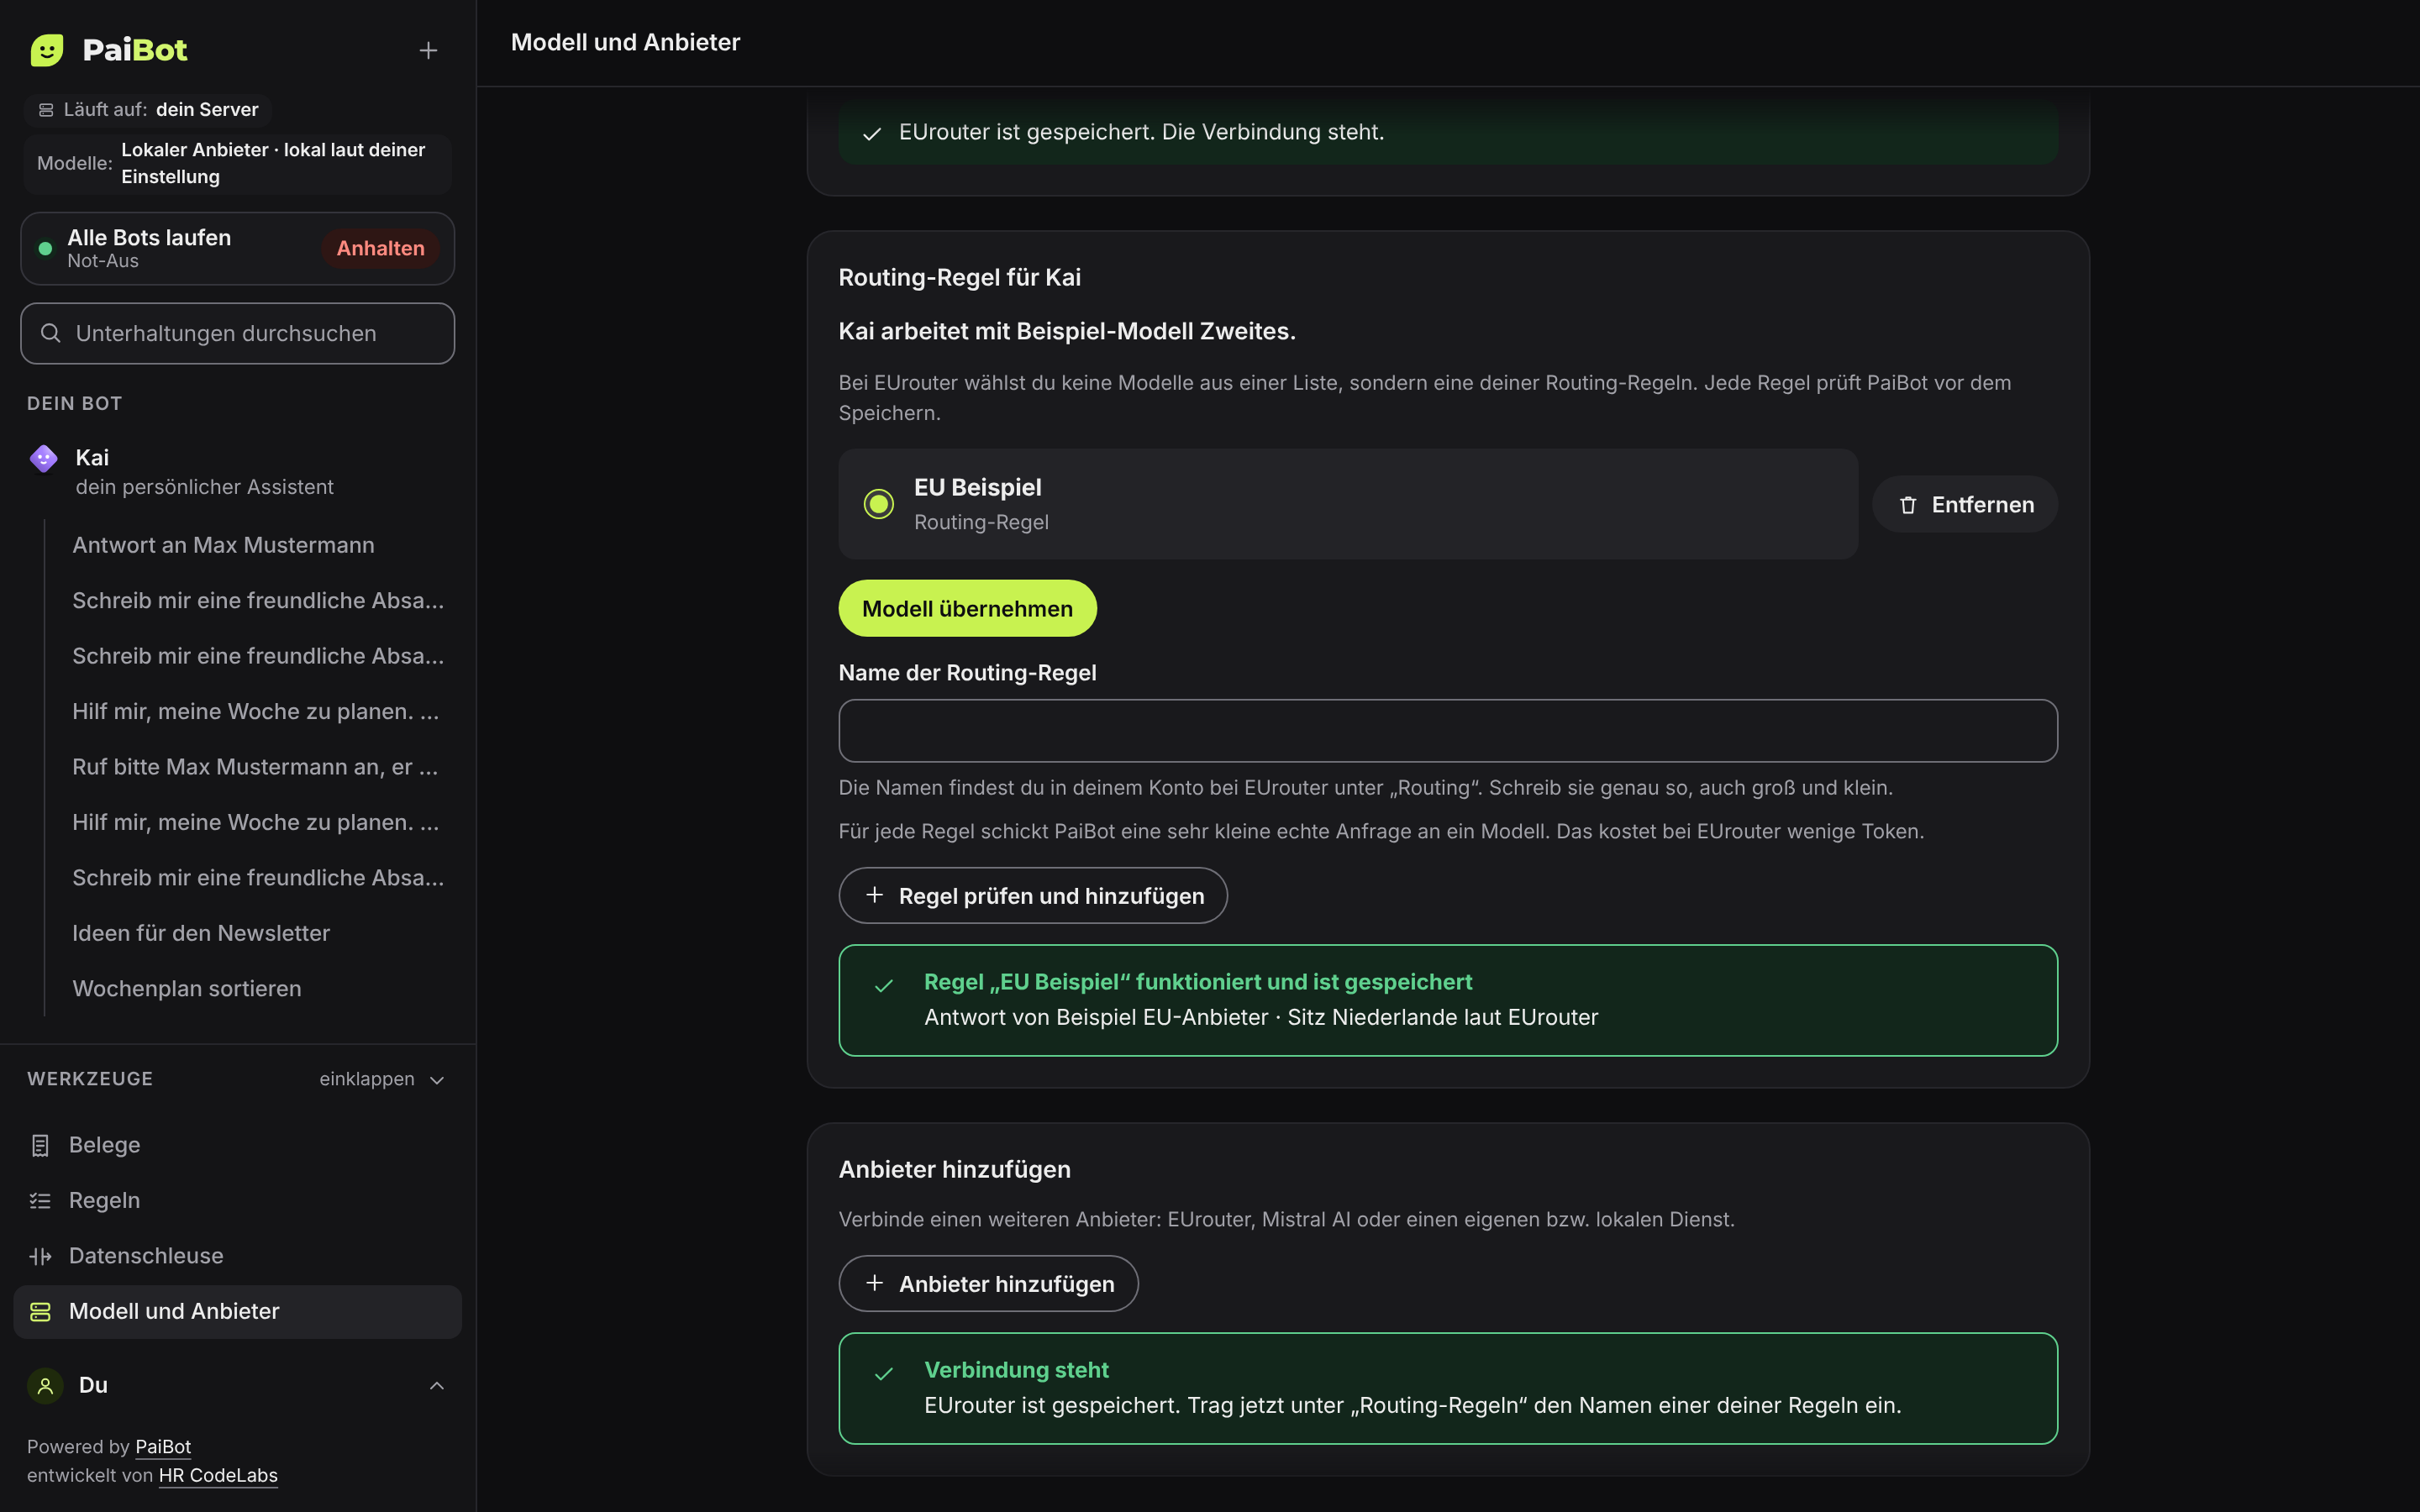 PaiBot
Läuft auf: dein Server
Modelle: Lokaler Anbieter · lokal laut deiner
Einstellung
Alle Bots laufen
Not-Aus
Anhalten
Unterhaltungen durchsuchen
DEIN BOT
Kai
dein persönlicher Assistent
Antwort an Max Mustermann
Schreib mir eine freundliche Absa...
Schreib mir eine freundliche Absa...
Hilf mir, meine Woche zu planen. ...
Ruf bitte Max Mustermann an, er ...
Hilf mir, meine Woche zu planen. ...
Schreib mir eine freundliche Absa...
Ideen für den Newsletter
Wochenplan sortieren
WERKZEUGE
einklappen
Belege
Regeln
Datenschleuse
Modell und Anbieter
Du
Powered by PaiBot
entwickelt von HR CodeLabs
Modell und Anbieter
EUrouter ist gespeichert. Die Verbindung steht.
Routing-Regel für Kai
Kai arbeitet mit Beispiel-Modell Zweites.
Bei EUrouter wählst du keine Modelle aus einer Liste, sondern eine deiner Routing-Regeln. Jede Regel prüft PaiBot vor dem
Speichern.
EU Beispiel
Routing-Regel
Entfernen
Modell übernehmen
Name der Routing-Regel
Die Namen findest du in deinem Konto bei EUrouter unter „Routing“. Schreib sie genau so, auch groß und klein.
Für jede Regel schickt PaiBot eine sehr kleine echte Anfrage an ein Modell. Das kostet bei EUrouter wenige Token.
Regel prüfen und hinzufügen
Regel „EU Beispiel“ funktioniert und ist gespeichert
Antwort von Beispiel EU-Anbieter · Sitz Niederlande laut EUrouter
Anbieter hinzufügen
Verbinde einen weiteren Anbieter: EUrouter, Mistral AI oder einen eigenen bzw. lokalen Dienst.
Anbieter hinzufügen
Verbindung steht
EUrouter ist gespeichert. Trag jetzt unter „Routing-Regeln“ den Namen einer deiner Regeln ein.